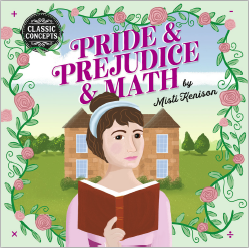 CLASSIC
CONCEPTS
PRIDE &
PREJUDICE
& MATH
by
Misti Kenison